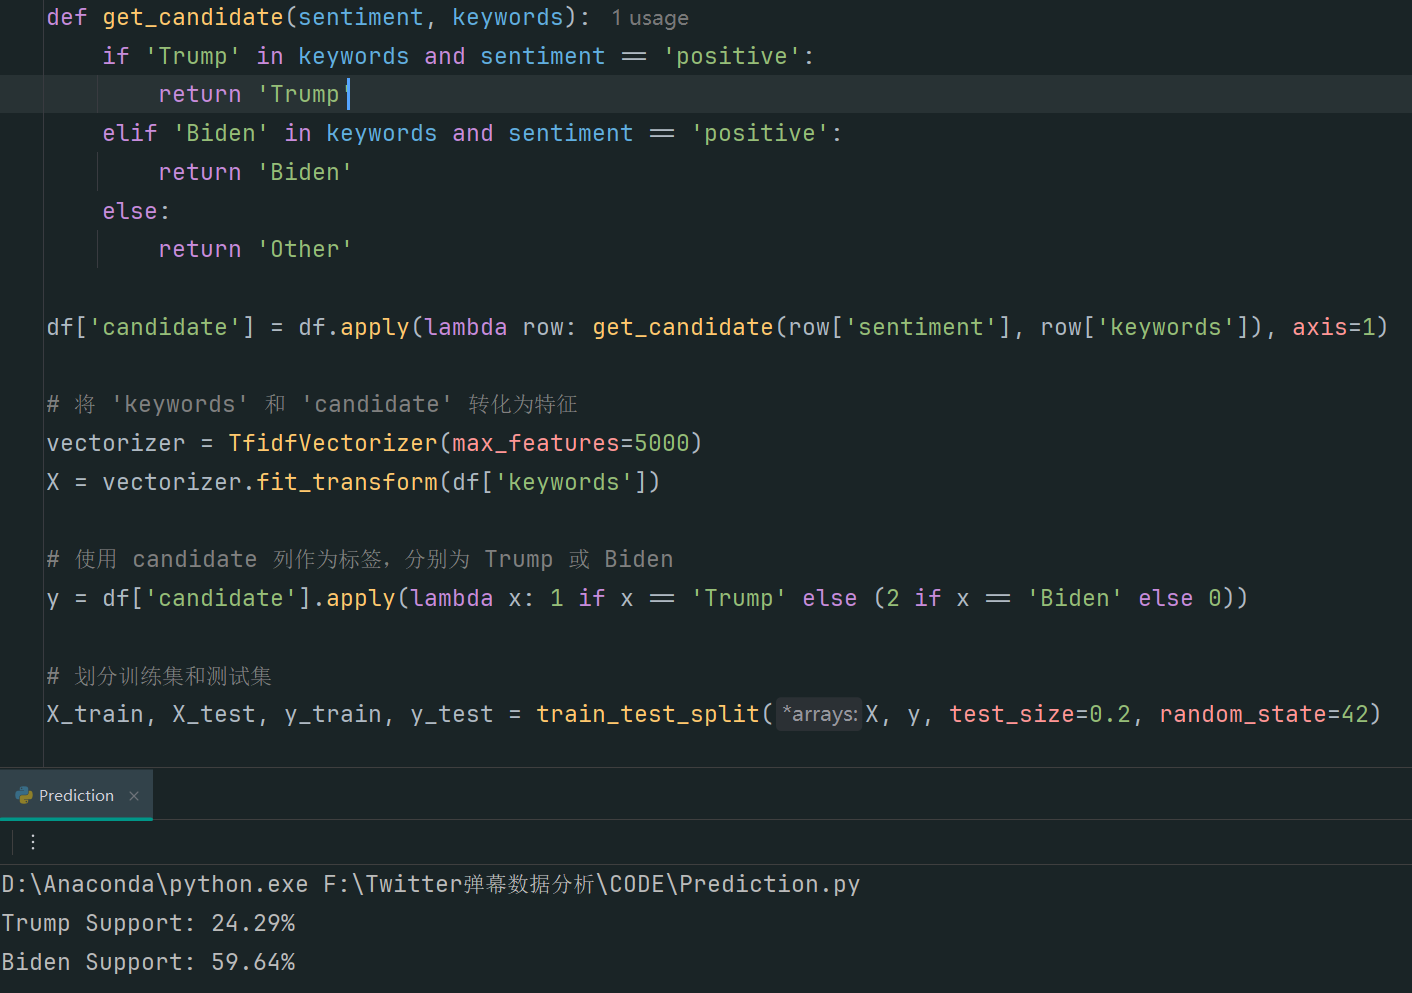 def get_candidate(sentiment, keywords): 1 usage
if 'Trump' in keywords and sentiment == 'positive':
return 'Trump'
elif 'Biden' in keywords and sentiment == 'positive':
return 'Biden'
else:
return 'Other'
df['candidate'] = df.apply(lambda row: get_candidate(row['sentiment'], row['keywords']), axis=1)
# 将 'keywords' 和 'candidate' 转化为特征
vectorizer = TfidfVectorizer(max_features=5000)
X = vectorizer.fit_transform(df['keywords'])
# 使用 candidate 列作为标签，分别为 Trump 或 Biden
y = df['candidate'].apply(lambda x: 1 if x == 'Trump' else (2 if x == 'Biden' else 0))
# 划分训练集和测试集
X_train, X_test, y_train, y_test = train_test_split(*arrays: X, y, test_size=0.2, random_state=42)
Prediction ×
D:\Anaconda\python.exe F:\Twitter弹幕数据分析\CODE\Prediction.py
Trump Support: 24.29%
Biden Support: 59.64%